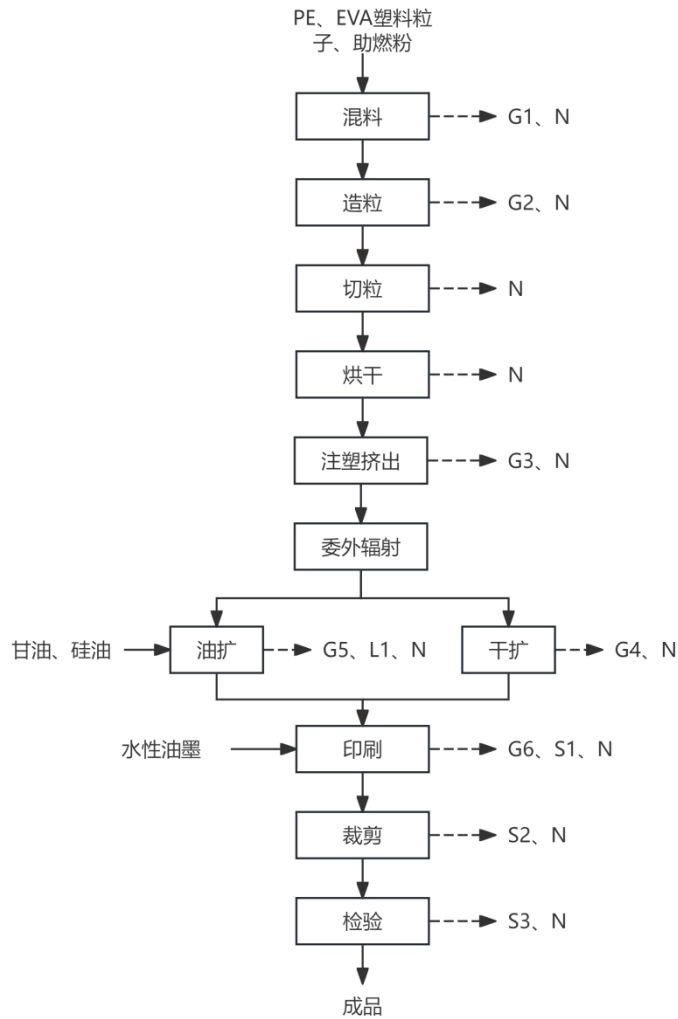 PE、EVA塑料粒
子、助燃粉
混料
G1、N
造粒
G2、N
切粒
N
烘干
N
注塑挤出
G3、N
委外辐射
甘油、硅油
油扩
G5、L1、N
干扩
G4、N
水性油墨
印刷
G6、S1、N
裁剪
S2、N
检验
S3、N
成品